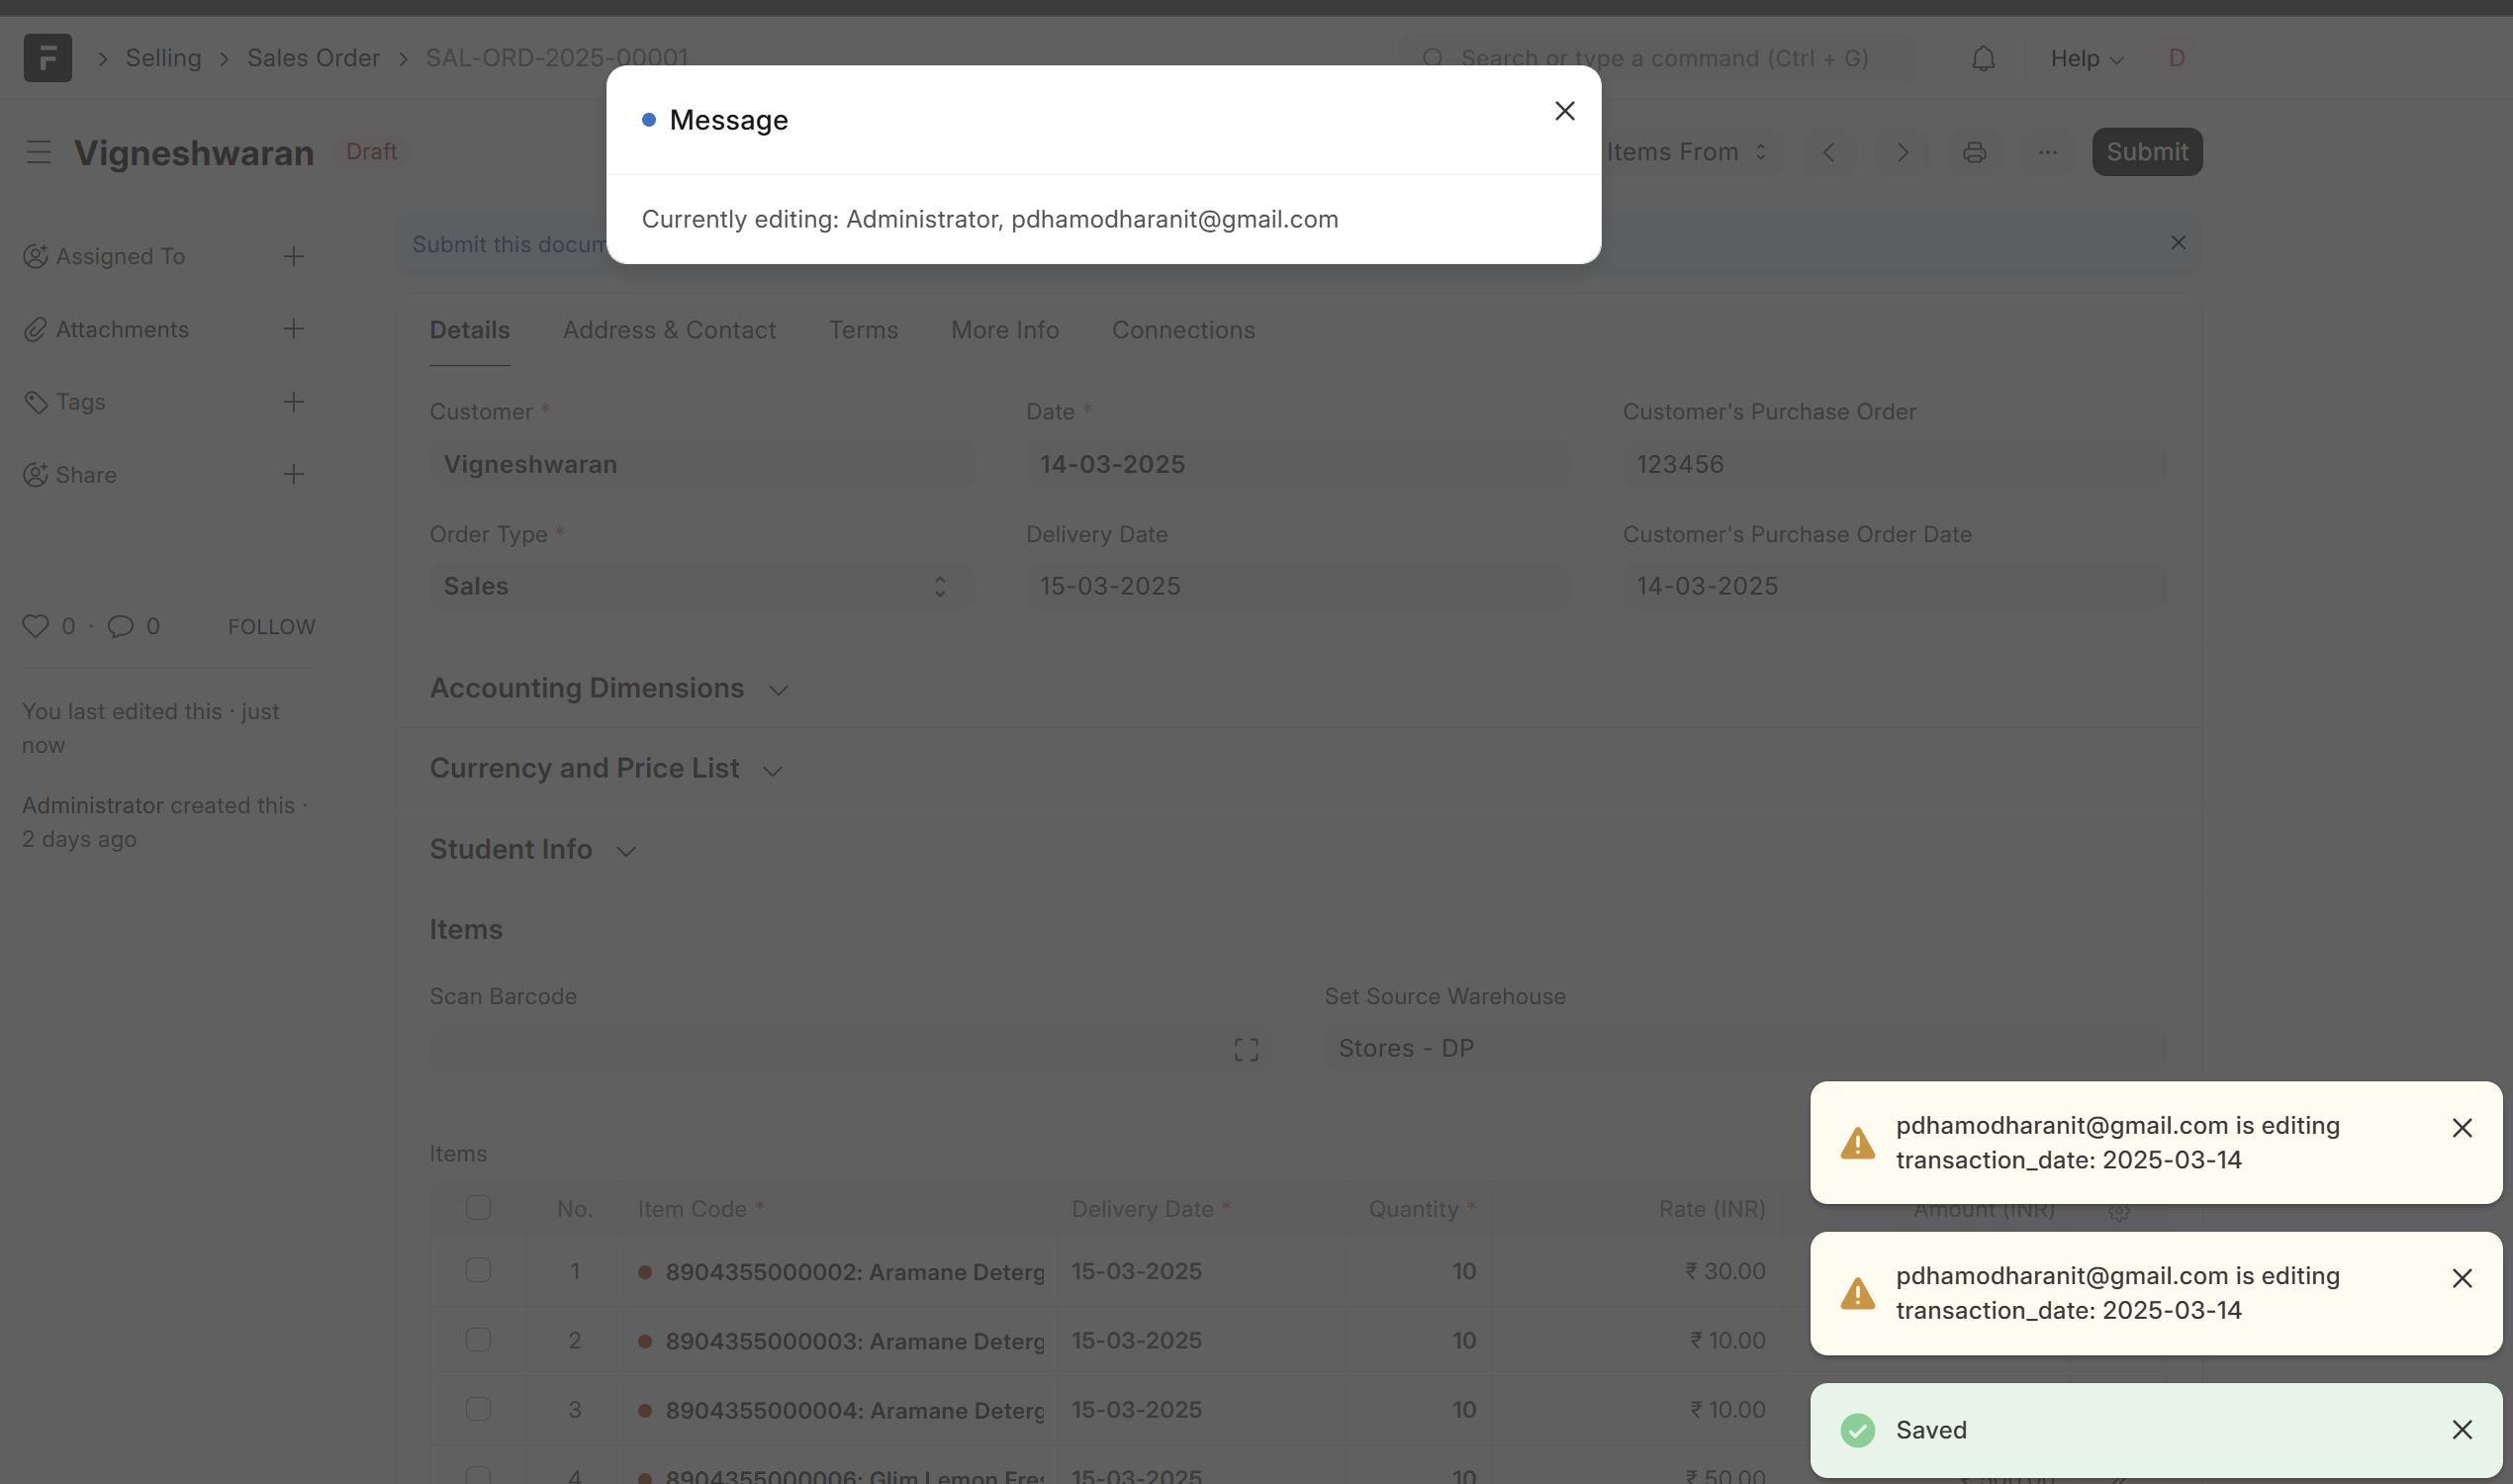 Selling
Sales Order
SAL-ORD-2025-00001
Search or type a command (Ctrl + G)
Help
D
Message
Currently editing: Administrator, pdhamodharanit@gmail.com
Vigneshwaran
Draft
Items From
Submit
Assigned To
Attachments
Tags
Share
0 · 0
FOLLOW
You last edited this · just
now
Administrator created this ·
2 days ago
Submit this docum
Details
Address & Contact
Terms
More Info
Connections
Customer *
Vigneshwaran
Date *
14-03-2025
Customer's Purchase Order
123456
Order Type *
Sales
Delivery Date
15-03-2025
Customer's Purchase Order Date
14-03-2025
Accounting Dimensions
Currency and Price List
Student Info
Items
Scan Barcode
Set Source Warehouse
Stores - DP
Items
No. Item Code * Delivery Date * Quantity * Rate (INR) Amount (INR)
1 8904355000002: Aramane Deterg 15-03-2025 10 ₹ 30.00
2 8904355000003: Aramane Deterg 15-03-2025 10 ₹ 10.00
3 8904355000004: Aramane Deterg 15-03-2025 10 ₹ 10.00
4 8904355000006: Glim Lemon Fres 15-03-2025 10 ₹ 50.00 ₹ 500.00
pdhamodharanit@gmail.com is editing
transaction_date: 2025-03-14
pdhamodharanit@gmail.com is editing
transaction_date: 2025-03-14
Saved